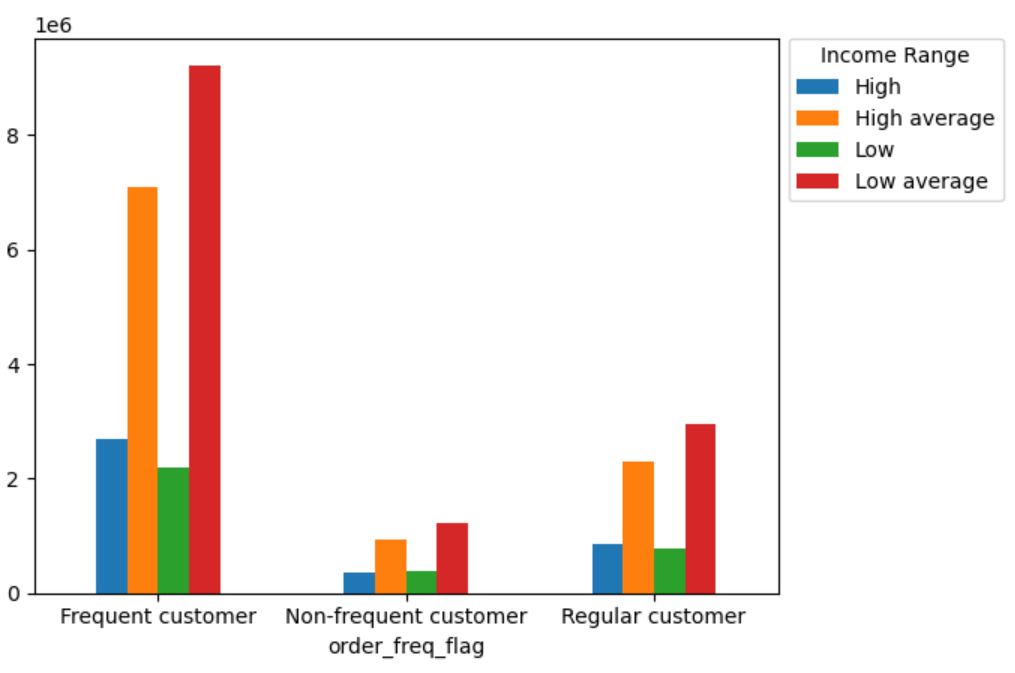 1e6
Income Range
High
High average
Low
Low average
8
6
4
2
0
Frequent customer Non-frequent customer Regular customer
order_freq_flag